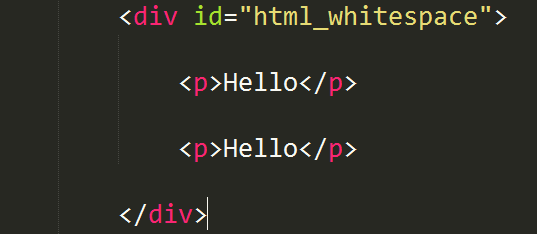 <div id="html_whitespace">
<p>Hello</p>
<p>Hello</p>
</div>